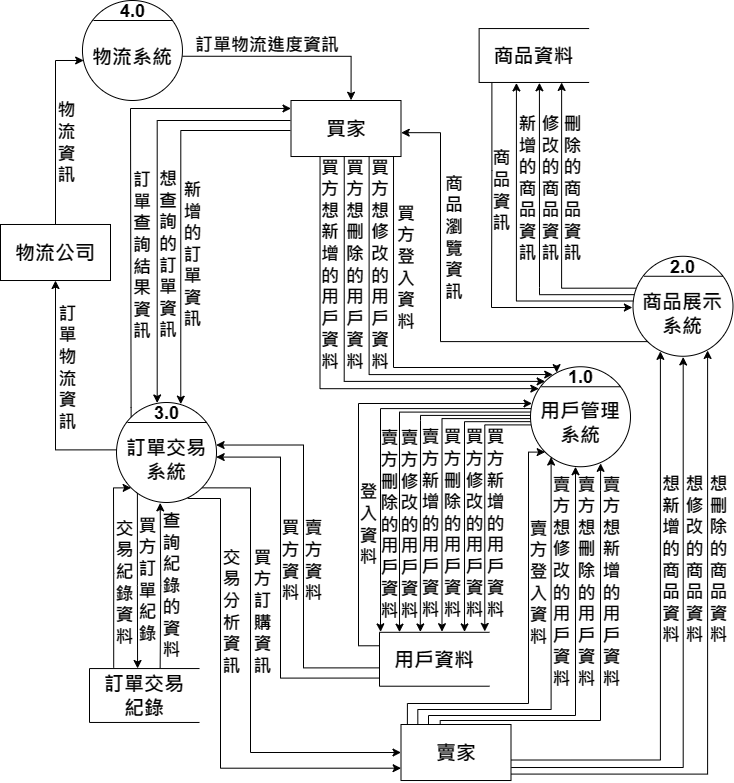 4.0
物流系統
訂單物流進度資訊
商品資料
買家
物流資訊
物流公司
訂單物流資訊
訂單查詢結果資訊
想查詢的訂單資訊
新增的訂單資訊
買方想新增的用戶資料
買方想刪除的用戶資料
買方想修改的用戶資料
買方登入資料
商品瀏覽資訊
商品資訊
新增的商品資訊
修改的商品資訊
刪除的商品資訊
2.0
商品展示
系統
1.0
用戶管理
系統
3.0
訂單交易
系統
登入資料
賣方刪除的用戶資料
賣方修改的用戶資料
賣方新增的用戶資料
買方刪除的用戶資料
買方修改的用戶資料
買方新增的用戶資料
交易紀錄資料
買方訂單紀錄
查詢紀錄的資料
交易分析資訊
買方訂購資訊
買方資料
賣方資料
賣方登入資料
賣方想修改的用戶資料
賣方想刪除的用戶資料
賣方想新增的用戶資料
想新增的商品資料
想修改的商品資料
想刪除的商品資料
用戶資料
訂單交易
紀錄
賣家